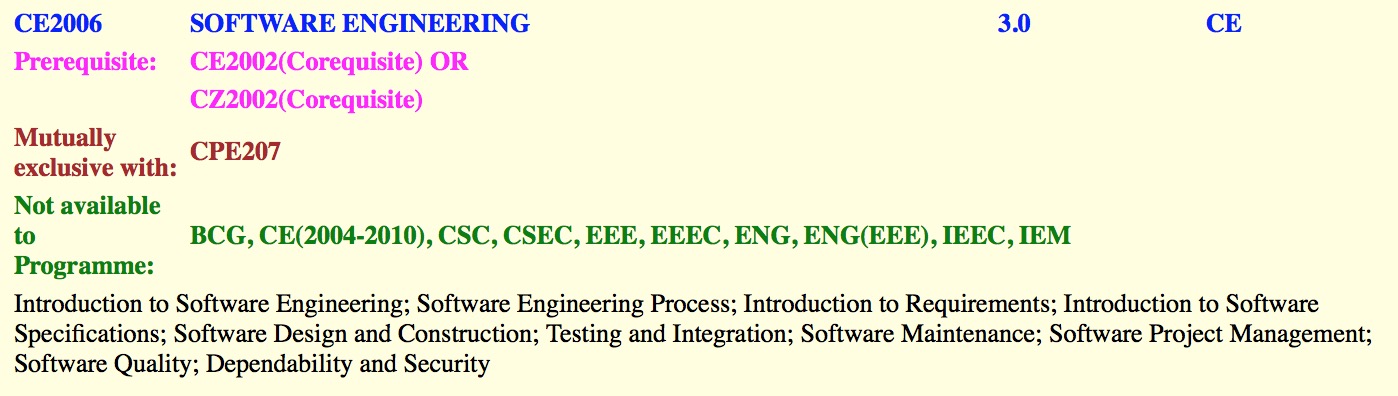 CE2006 SOFTWARE ENGINEERING 3.0 CE
Prerequisite: CE2002(Corequisite) OR
CZ2002(Corequisite)
Mutually exclusive with: CPE207
Not available to Programme: BCG, CE(2004-2010), CSC, CSEC, EEE, EEEC, ENG, ENG(EEE), IEEC, IEM
Introduction to Software Engineering; Software Engineering Process; Introduction to Requirements; Introduction to Software
Specifications; Software Design and Construction; Testing and Integration; Software Maintenance; Software Project Management;
Software Quality; Dependability and Security